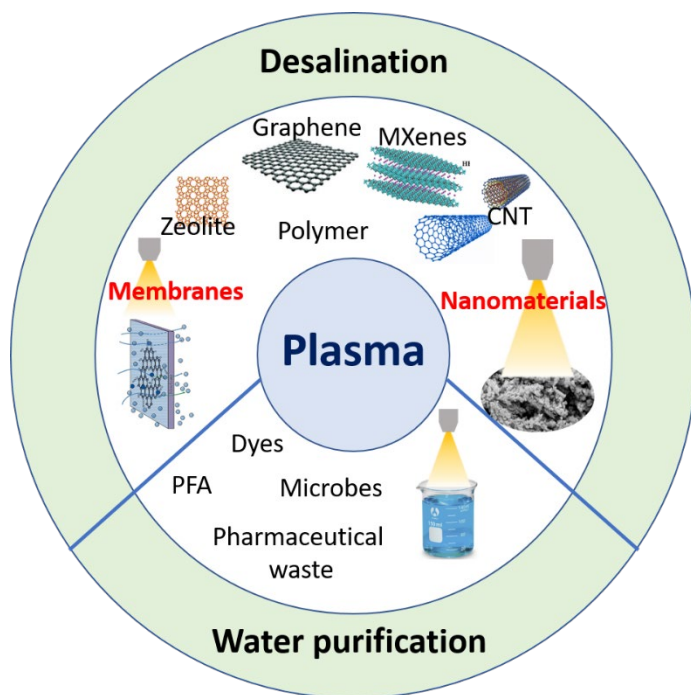 Desalination
Graphene
MXenes
Zeolite
Polymer
CNT
Membranes
Nanomaterials
Plasma
Dyes
PFA
Microbes
Pharmaceutical
waste
Water purification